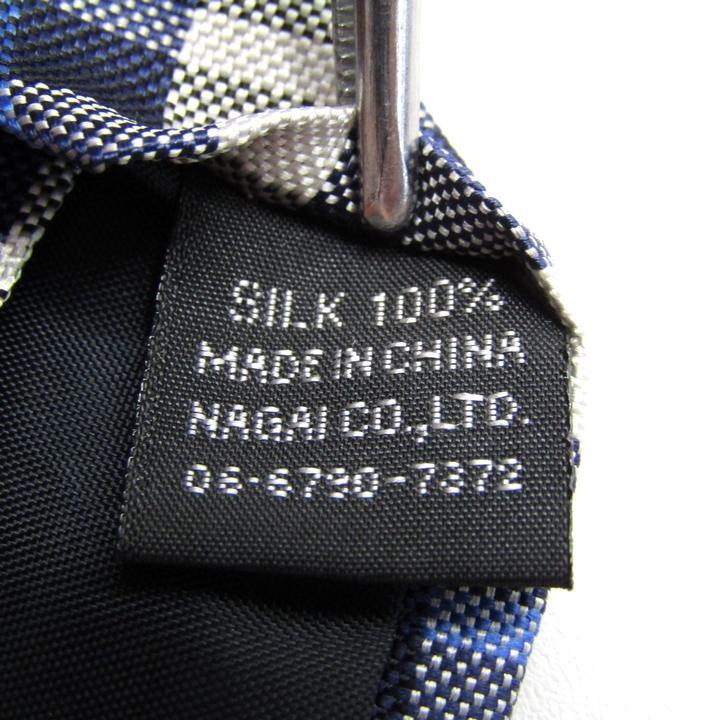 SILK 100%
MADE IN CHINA
NAGAI CO.,LTD.
06-6790-7372